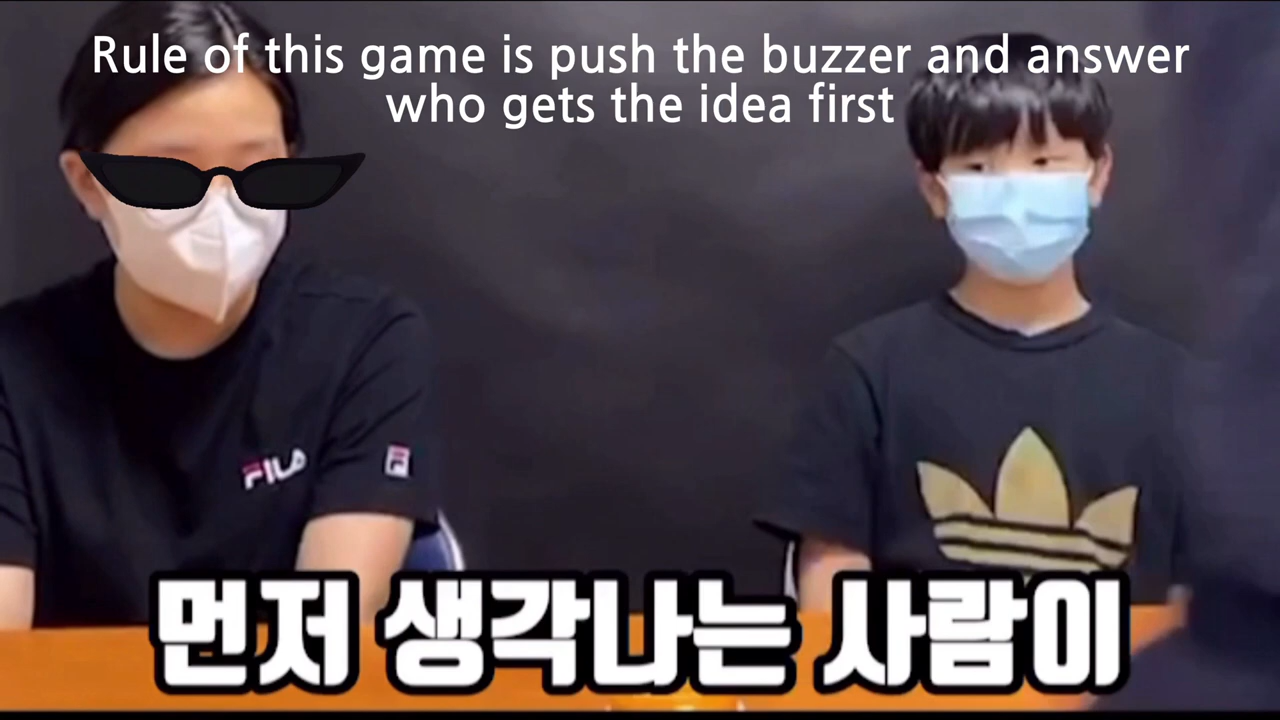 Rule of this game is push the buzzer and answer
who gets the idea first
FILA
먼저 생각나는 사람이